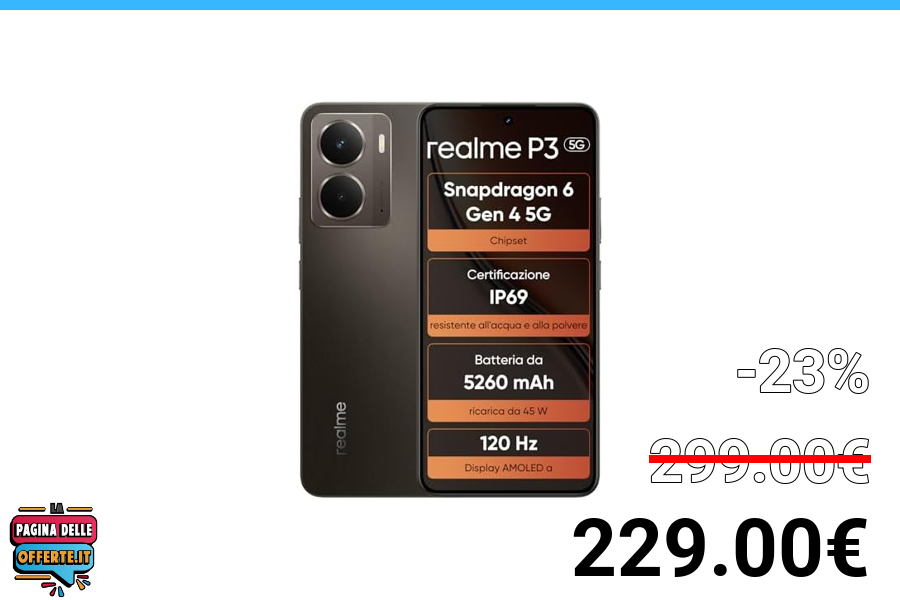 realme P3 5G
Snapdragon 6
Gen 4 5G
Chipset
Certificazione
IP69
resistente all'acqua e alla polvere
Batteria da
5260 mAh
ricarica da 45 W
120 Hz
Display AMOLED a
realme
-23%
299.00€
229.00€
LA
PAGINA DELLE
OFFERTE.IT